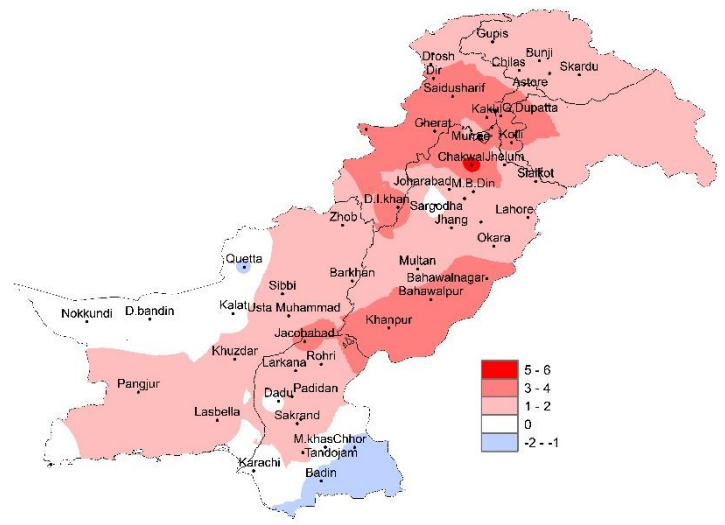 Gupis
Drosh
Bunji
Chilas
Dir
Skardu
Astore
Saidusharif
Kakul
G.Dupatta
Cherat
Murree
Kotli
Chakwal
Jhelum
Joharabad
M.B.Din
Sialkot
D.I.khan
Sargodha
Lahore
Zhob
Jhang
Okara
Quetta
Multan
Barkhan
Bahawalnagar
Sibbi
Bahawalpur
Nokkundi
D.bandin
Kalat
Usta Muhammad
Khanpur
Jacobabad
Khuzdar
Rohri
Larkana
5 - 6
Panjgur
3 - 4
Dadu
Padidan
1 - 2
Lasbella
Sakrand
0
M.khas
Chhor
-2 - -1
Tandojam
Karachi
Badin